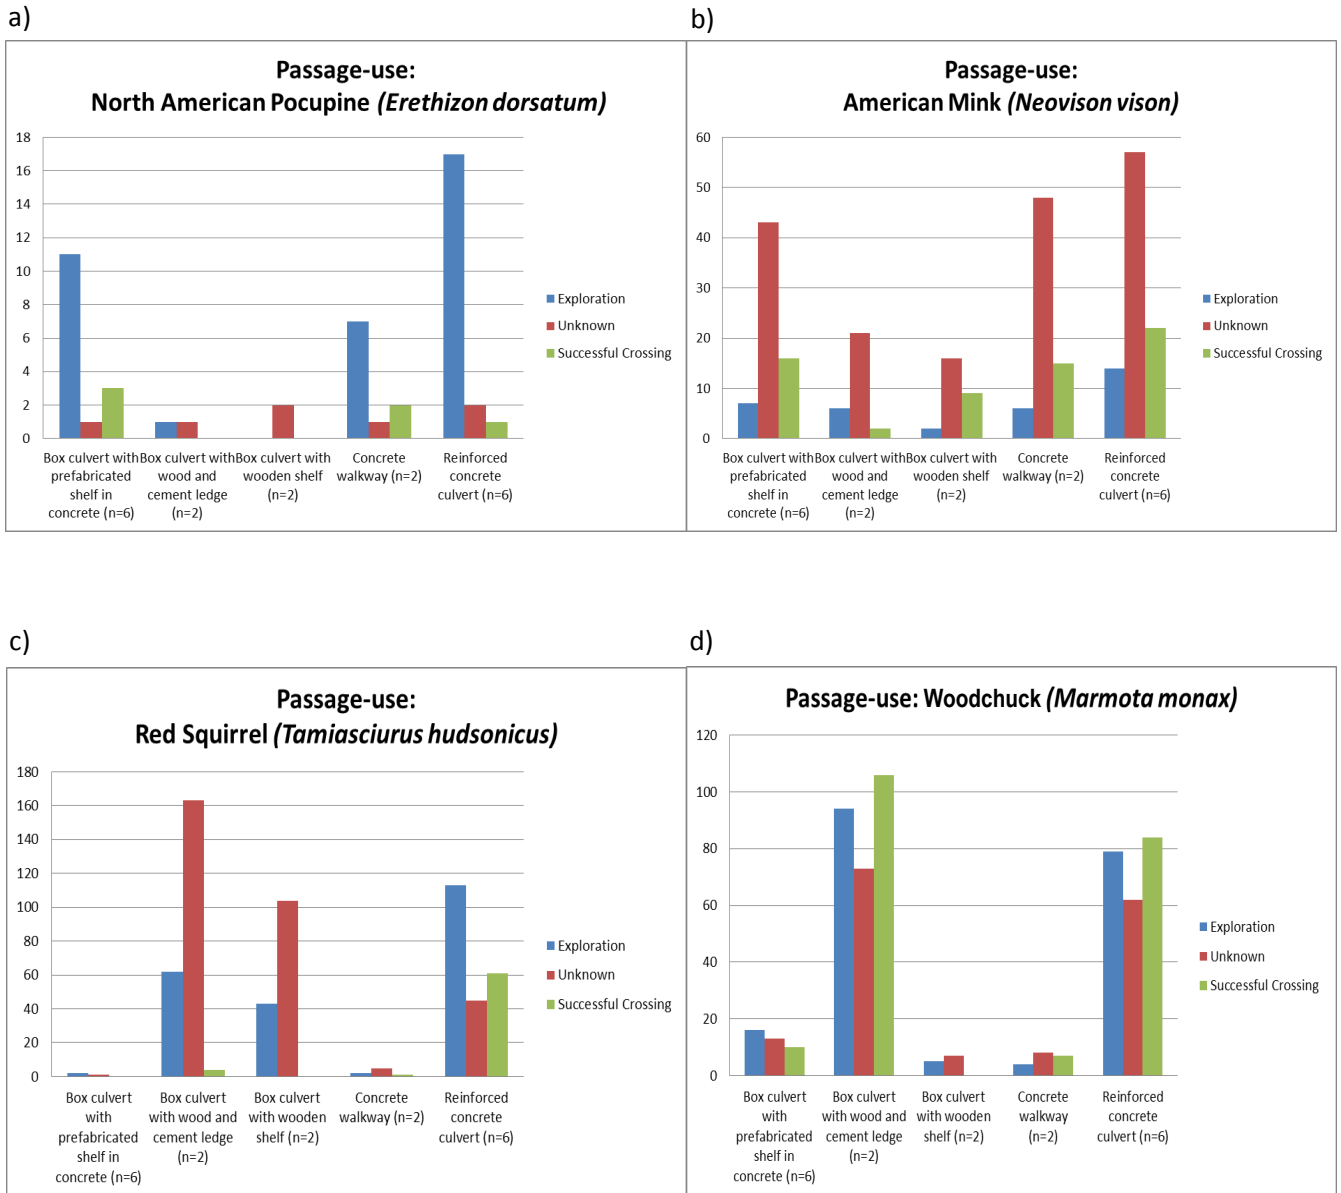 a)
Passage-use:
North American Pocupine (Erethizon dorsatum)
18
16
14
12
10
8
6
4
2
0
Box culvert with
prefabricated
shelf in
concrete (n=6)
Box culvert with
wood and
cement ledge
(n=2)
Box culvert with
wooden shelf
(n=2)
Concrete
walkway (n=2)
Reinforced
concrete
culvert (n=6)
Exploration
Unknown
Successful Crossing
b)
Passage-use:
American Mink (Neovison vison)
60
50
40
30
20
10
0
Box culvert with
prefabricated
shelf in
concrete (n=6)
Box culvert with
wood and
cement ledge
(n=2)
Box culvert with
wooden shelf
(n=2)
Concrete
walkway (n=2)
Reinforced
concrete
culvert (n=6)
Exploration
Unknown
Successful Crossing
c)
Passage-use:
Red Squirrel (Tamiasciurus hudsonicus)
180
160
140
120
100
80
60
40
20
0
Box culvert
with
prefabricated
shelf in
concrete (n=6)
Box culvert
with wood and
cement ledge
(n=2)
Box culvert
with wooden
shelf (n=2)
Concrete
walkway (n=2)
Reinforced
concrete
culvert (n=6)
Exploration
Unknown
Successful Crossing
d)
Passage-use: Woodchuck (Marmota monax)
120
100
80
60
40
20
0
Box culvert
with
prefabricated
shelf in
concrete (n=6)
Box culvert
with wood and
cement ledge
(n=2)
Box culvert
with wooden
shelf (n=2)
Concrete
walkway
(n=2)
Reinforced
concrete
culvert (n=6)
Exploration
Unknown
Successful Crossing